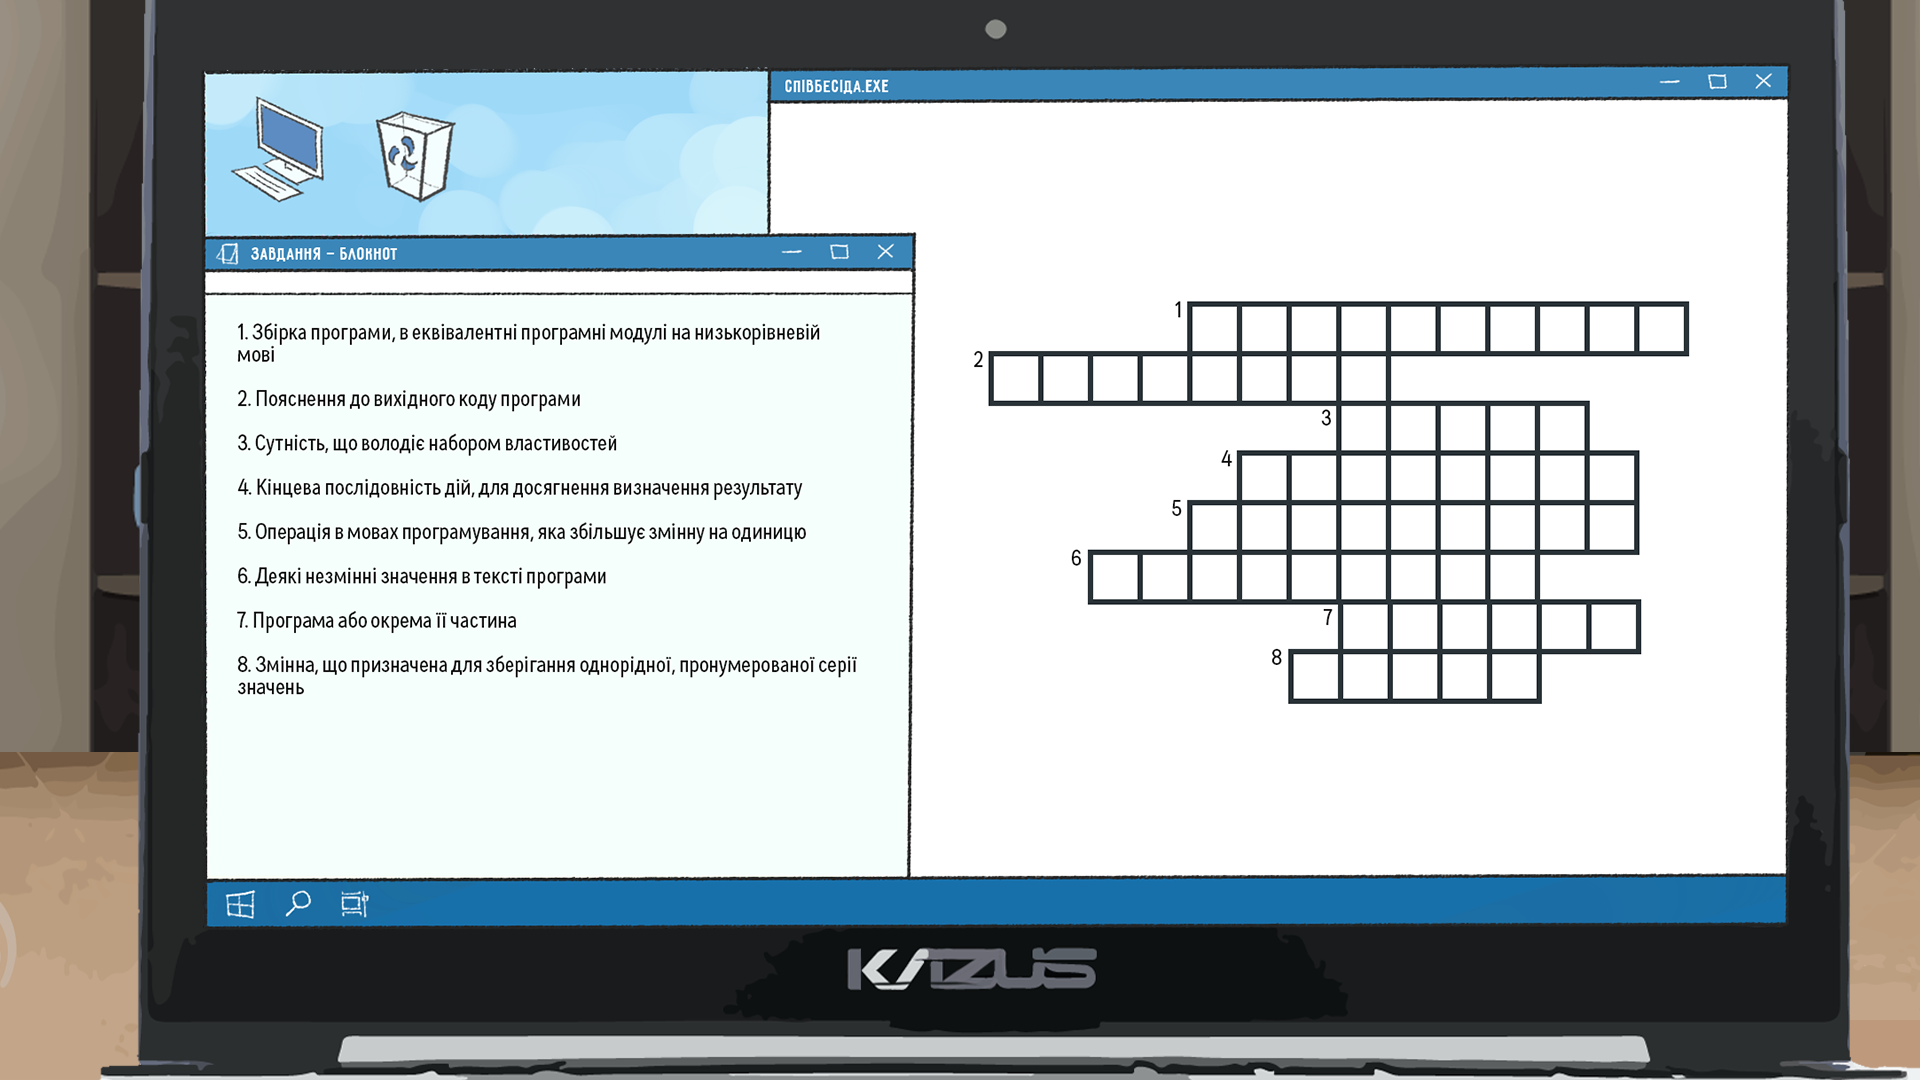 СПІВБЕСІДА.EXE
ЗАВДАННЯ – БЛОКНОТ
1. Збірка програми, в еквівалентні програмні модулі на низькорівневій
мові
2. Пояснення до вихідного коду програми
3. Сутність, що володіє набором властивостей
4. Кінцева послідовність дій, для досягнення визначення результату
5. Операція в мовах програмування, яка збільшує змінну на одиницю
6. Деякі незмінні значення в тексті програми
7. Програма або окрема її частина
8. Змінна, що призначена для зберігання однорідної, пронумерованої серії
значень
1
2
3
4
5
6
7
8
KAIZUS